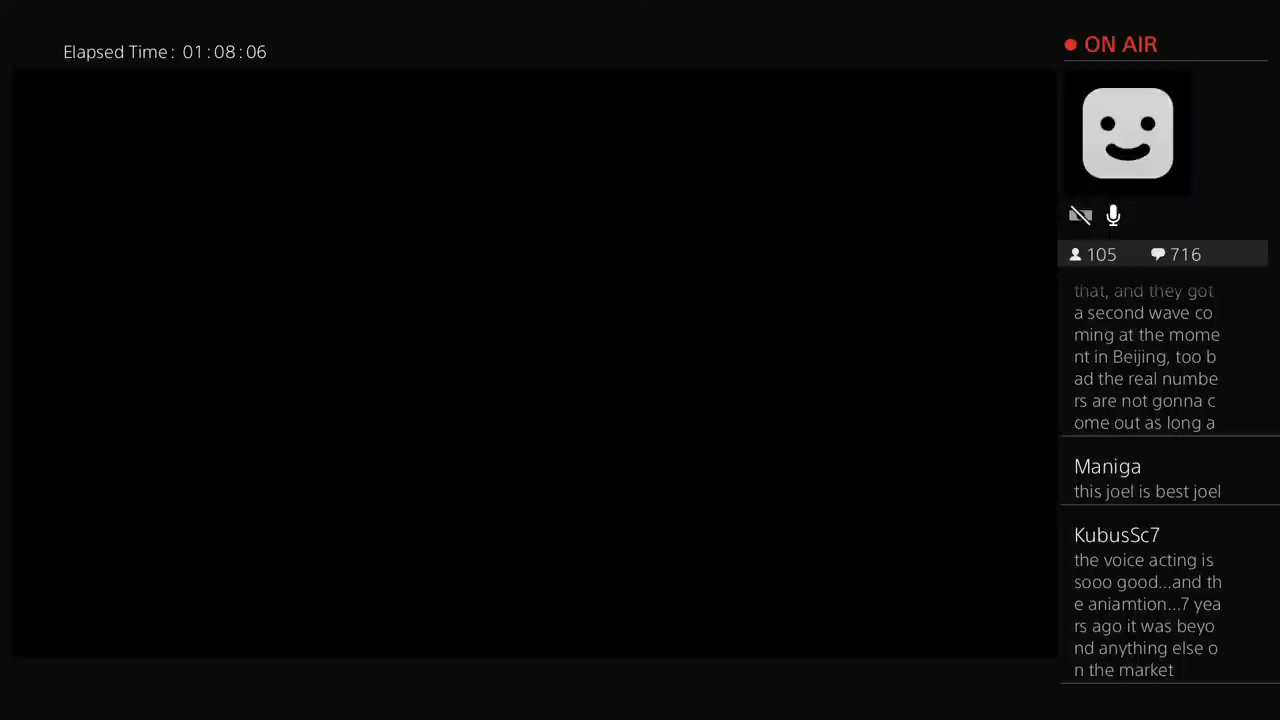 Elapsed Time: 01:08:06
ON AIR
105 716
that, and they got
a second wave co
ming at the mome
nt in Beijing, too b
ad the real numbe
rs are not gonna c
ome out as long a
Maniga
this joel is best joel
KubusSc7
the voice acting is
sooo good...and th
e aniamtion...7 yea
rs ago it was beyo
nd anything else o
n the market